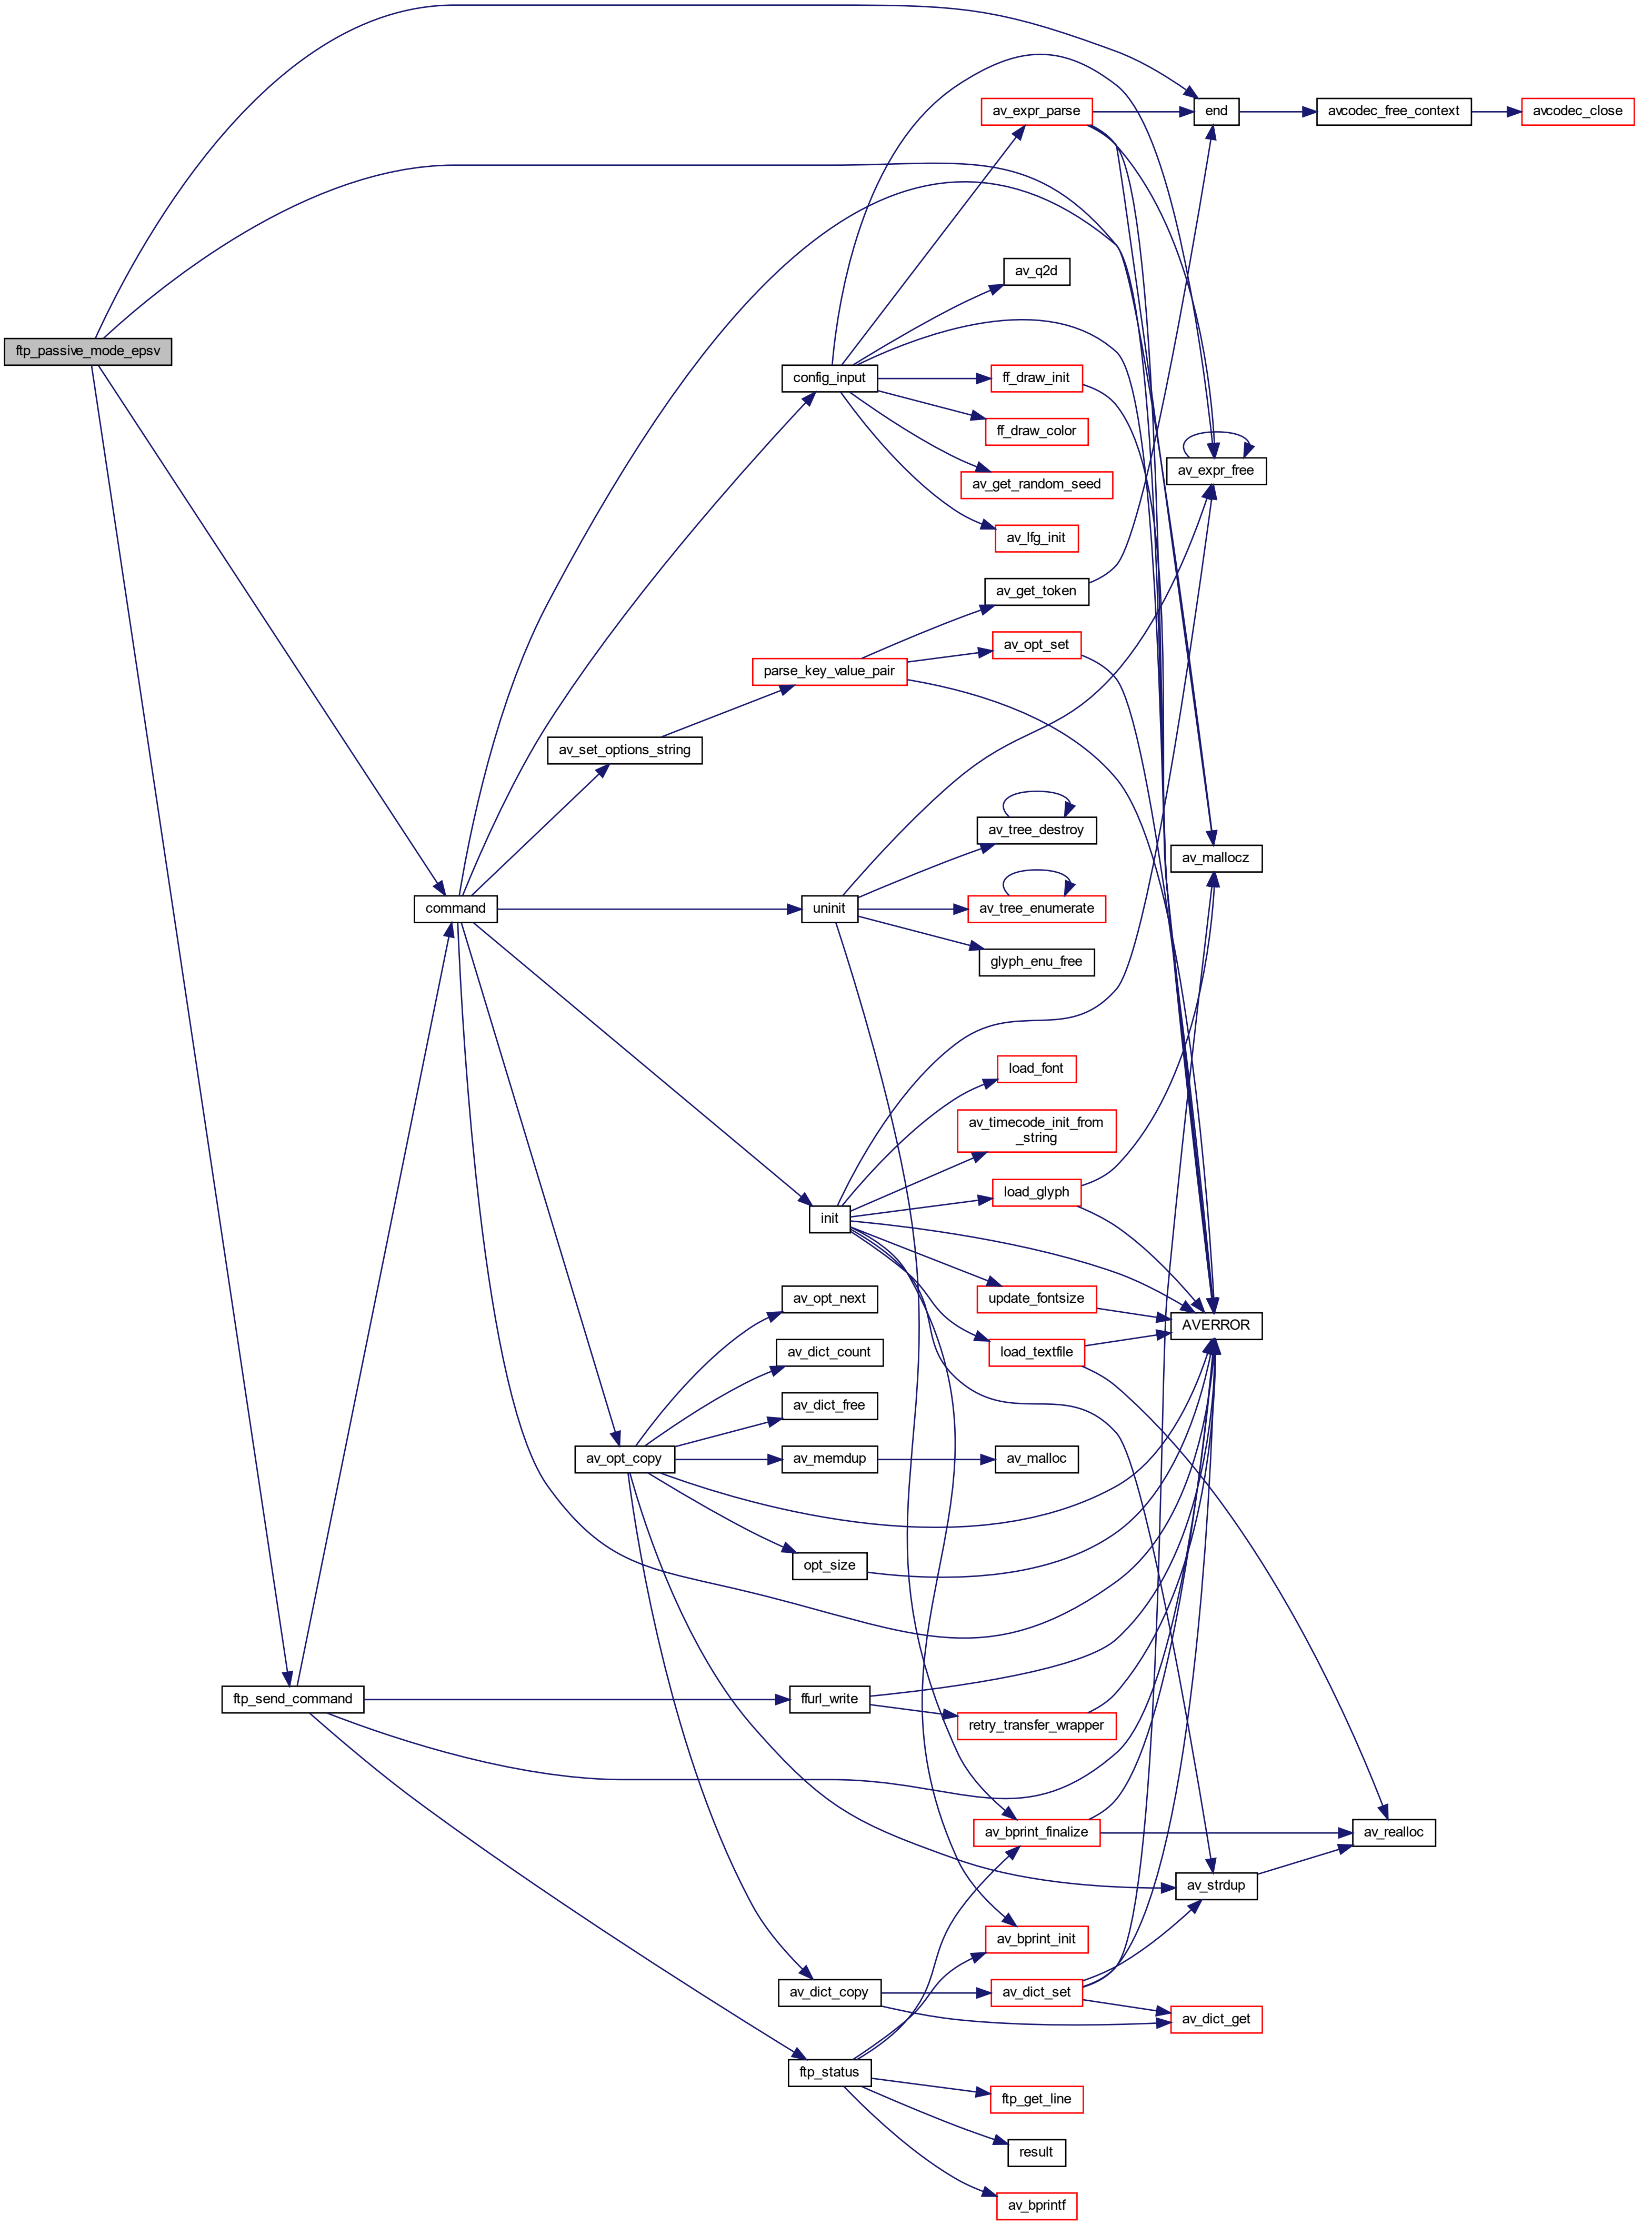 end
av_expr_parse
avcodec_free_context
avcodec_close
av_q2d
ftp_passive_mode_epsv
config_input
ff_draw_init
ff_draw_color
av_expr_free
av_get_random_seed
av_lfg_init
av_get_token
av_opt_set
parse_key_value_pair
av_set_options_string
av_tree_destroy
av_mallocz
command
uninit
av_tree_enumerate
glyph_enu_free
load_font
av_timecode_init_from
_string
load_glyph
init
av_opt_next
update_fontsize
AVERROR
av_dict_count
load_textfile
av_dict_free
av_opt_copy
av_memdup
av_malloc
opt_size
ftp_send_command
ffurl_write
retry_transfer_wrapper
av_bprint_finalize
av_realloc
av_strdup
av_bprint_init
av_dict_copy
av_dict_set
av_dict_get
ftp_status
ftp_get_line
result
av_bprintf